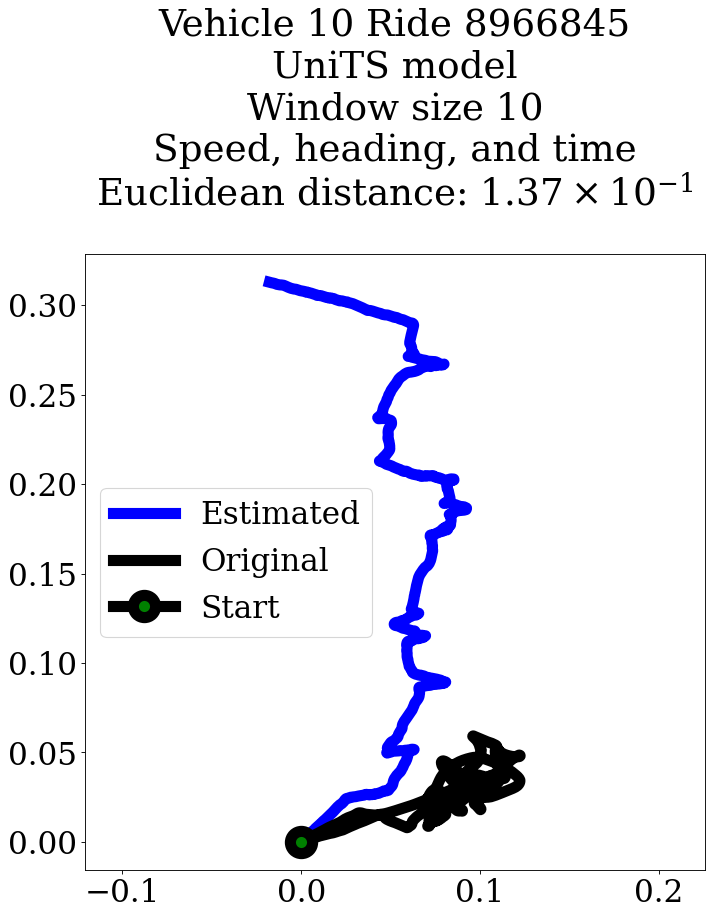 Vehicle 10 Ride 8966845
UniTS model
Window size 10
Speed, heading, and time
Euclidean distance: 1.37 × 10⁻¹
0.30
0.25
0.20
0.15
0.10
0.05
0.00
Estimated
Original
Start
−0.1 0.0 0.1 0.2